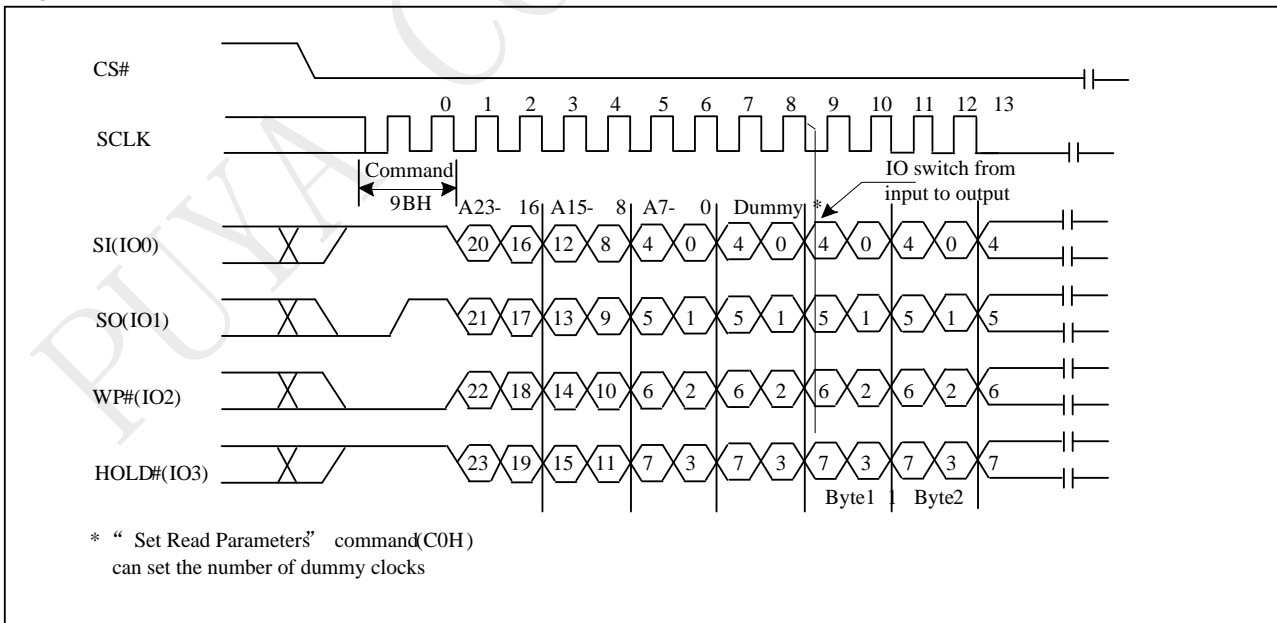 PUYA
CS#
0 1 2 3 4 5 6 7 8 9 10 11 12 13
SCLK
Command
9BH
IO switch from
input to output
A23- 16 A15- 8 A7- 0 Dummy *
SI(IO0) 20 16 12 8 4 0 4 0 4 0 4 0 4
SO(IO1) 21 17 13 9 5 1 5 1 5 1 5 1 5
WP#(IO2) 22 18 14 10 6 2 6 2 6 2 6 2 6
HOLD#(IO3) 23 19 15 11 7 3 7 3 7 3 7 3 7
Byte1 1 Byte2
* “ Set Read Parameters” command(C0H)
can set the number of dummy clocks